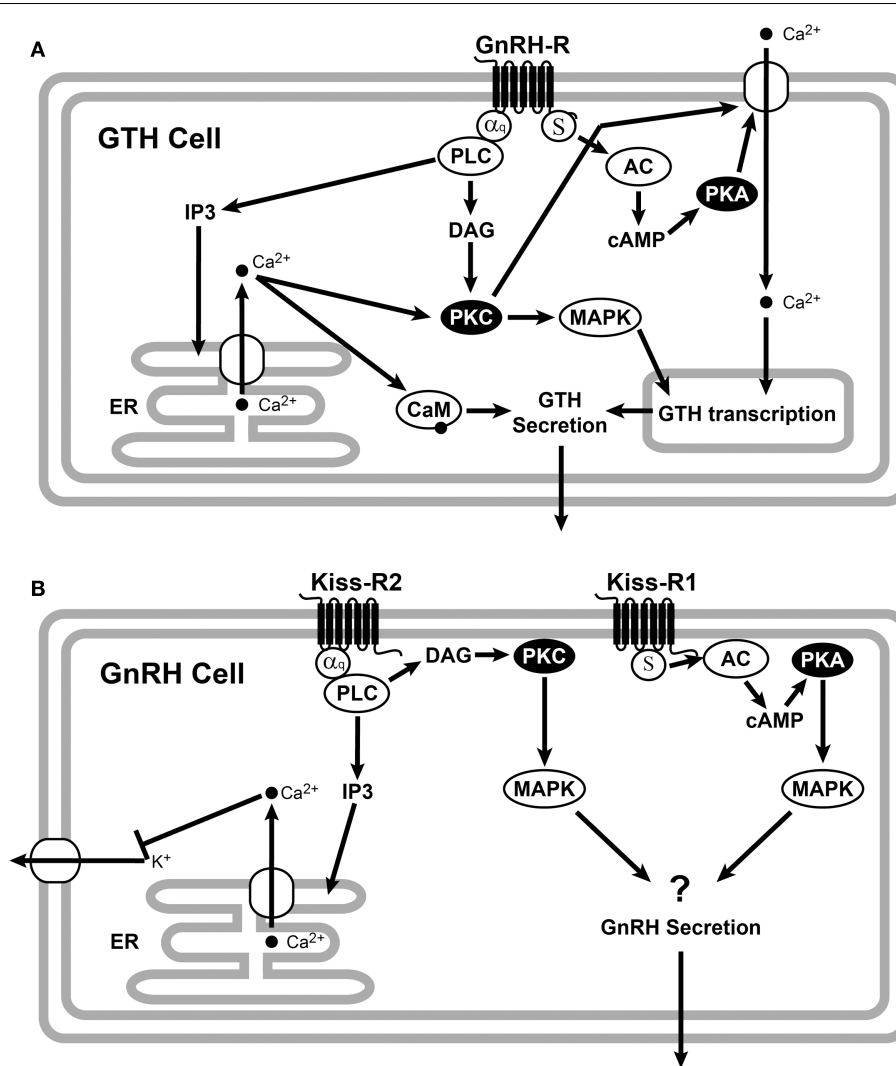 A
GnRH-R
Ca2+
GTH Cell
αq
S
PLC
AC
PKA
IP3
DAG
cAMP
Ca2+
PKC
MAPK
Ca2+
ER
Ca2+
CaM
GTH
Secretion
GTH transcription
B
Kiss-R2
Kiss-R1
GnRH Cell
αq
DAG
PKC
S
AC
PKA
PLC
cAMP
Ca2+
IP3
MAPK
MAPK
K+
?
GnRH Secretion
ER
Ca2+